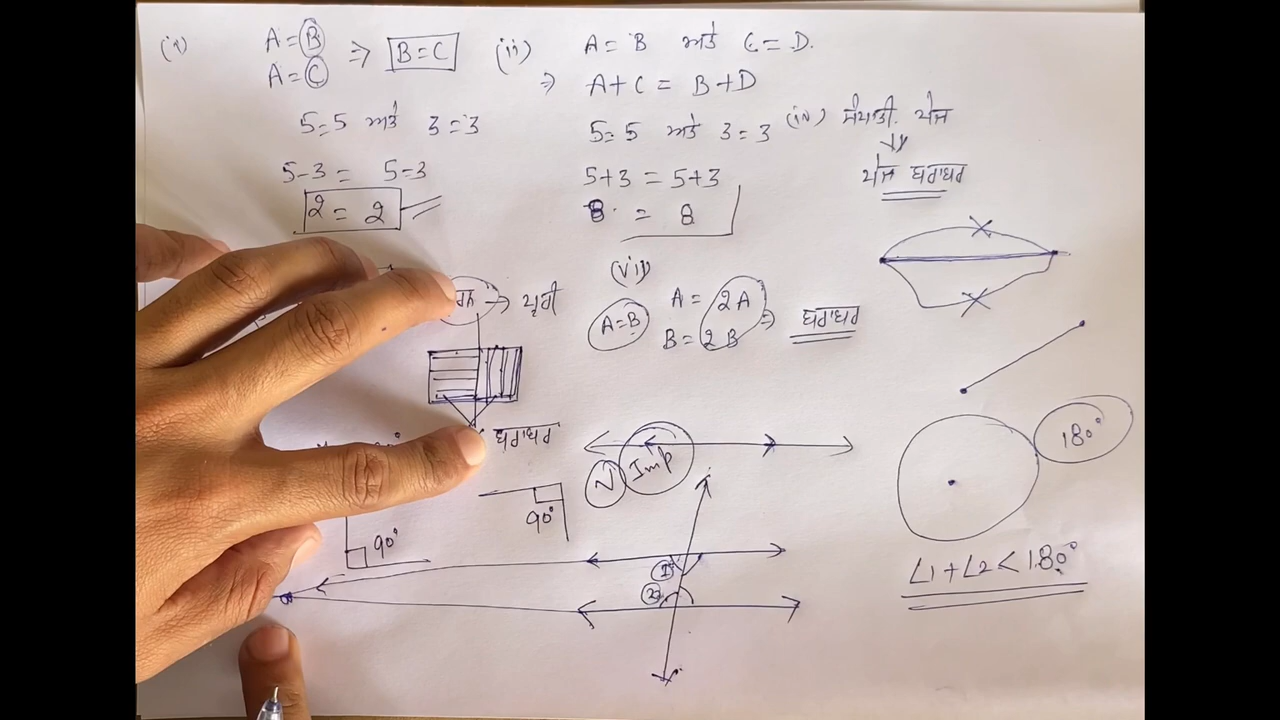 (i) A = B ⇒ B = C
A = C
5=5 ਅਤੇ 3=3
5-3 = 5-3
2 = 2
(ii) A = B ਅਤੇ C = D.
⇒ A+C = B+D
5=5 ਅਤੇ 3=3
5+3 = 5+3
8 = 8
(iv) ਸੰਪਾਤੀ ਚੀਜ
ਚੀਜ ਬਰਾਬਰ
→ ਪੂਰੀ
ਬਰਾਬਰ
(vi)
A=B A = 2A ⇒ ਬਰਾਬਰ
B = 2B
90°
90°
V Imp
180°
1
2
∠1+∠2<180°